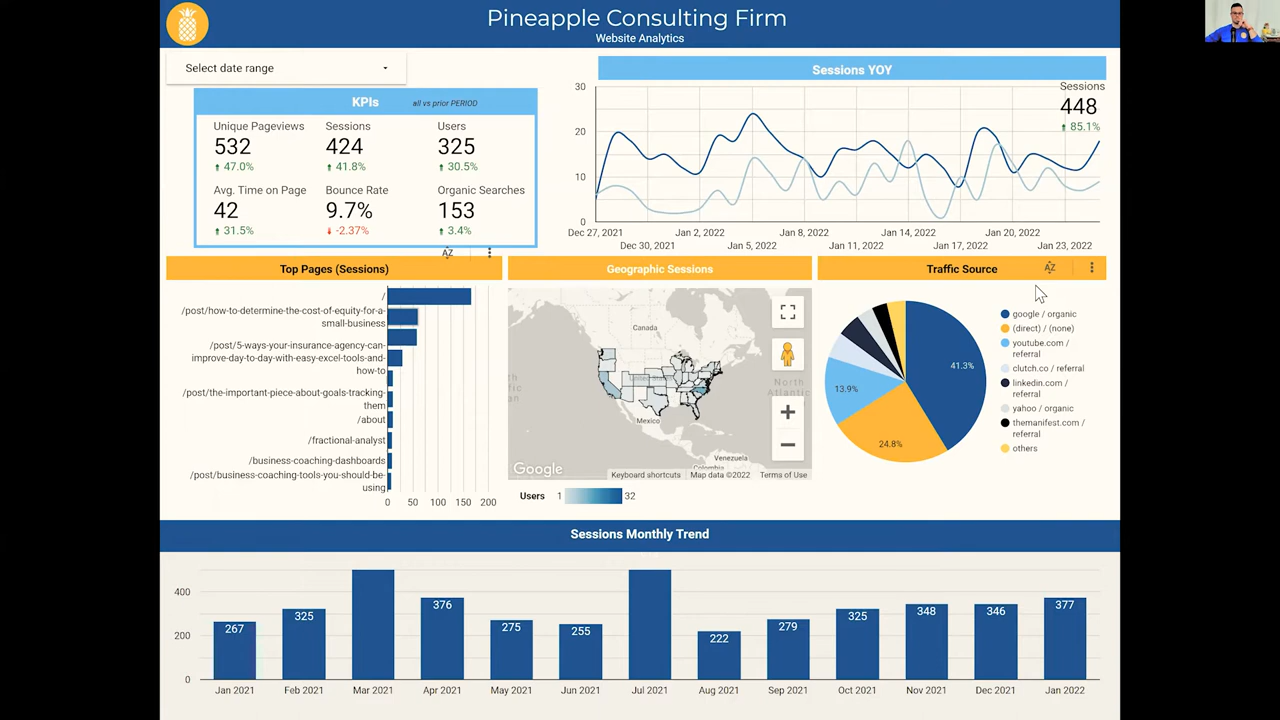 Pineapple Consulting Firm
Website Analytics
Select date range
KPIs
all vs prior PERIOD
Unique Pageviews
532
47.0%
Sessions
424
41.8%
Users
325
30.5%
Avg. Time on Page
42
31.5%
Bounce Rate
9.7%
-2.37%
Organic Searches
153
3.4%
Sessions YOY
Sessions
448
85.1%
30
20
10
0
Dec 27, 2021
Dec 30, 2021
Jan 2, 2022
Jan 5, 2022
Jan 8, 2022
Jan 11, 2022
Jan 14, 2022
Jan 17, 2022
Jan 20, 2022
Jan 23, 2022
AZ
Top Pages (Sessions)
/
/post/how-to-determine-the-cost-of-equity-for-a-
small-business
/post/5-ways-your-insurance-agency-can-
improve-day-to-day-with-easy-excel-tools-and-
how-to
/post/the-important-piece-about-goals-tracking-
them
/about
/fractional-analyst
/business-coaching-dashboards
/post/business-coaching-tools-you-should-be-
using
0 50 100 150 200
Geographic Sessions
Canada
United States
North
Atlantic
Mexico
Venezuela
Colombia
Google
Keyboard shortcuts
Map data ©2022
Terms of Use
Users 1 32
Traffic Source
AZ
41.3%
24.8%
13.9%
google / organic
(direct) / (none)
youtube.com /
referral
clutch.co / referral
linkedin.com /
referral
yahoo / organic
themanifest.com /
referral
others
Sessions Monthly Trend
400
200
0
267
325
376
275
255
222
279
325
348
346
377
Jan 2021
Feb 2021
Mar 2021
Apr 2021
May 2021
Jun 2021
Jul 2021
Aug 2021
Sep 2021
Oct 2021
Nov 2021
Dec 2021
Jan 2022